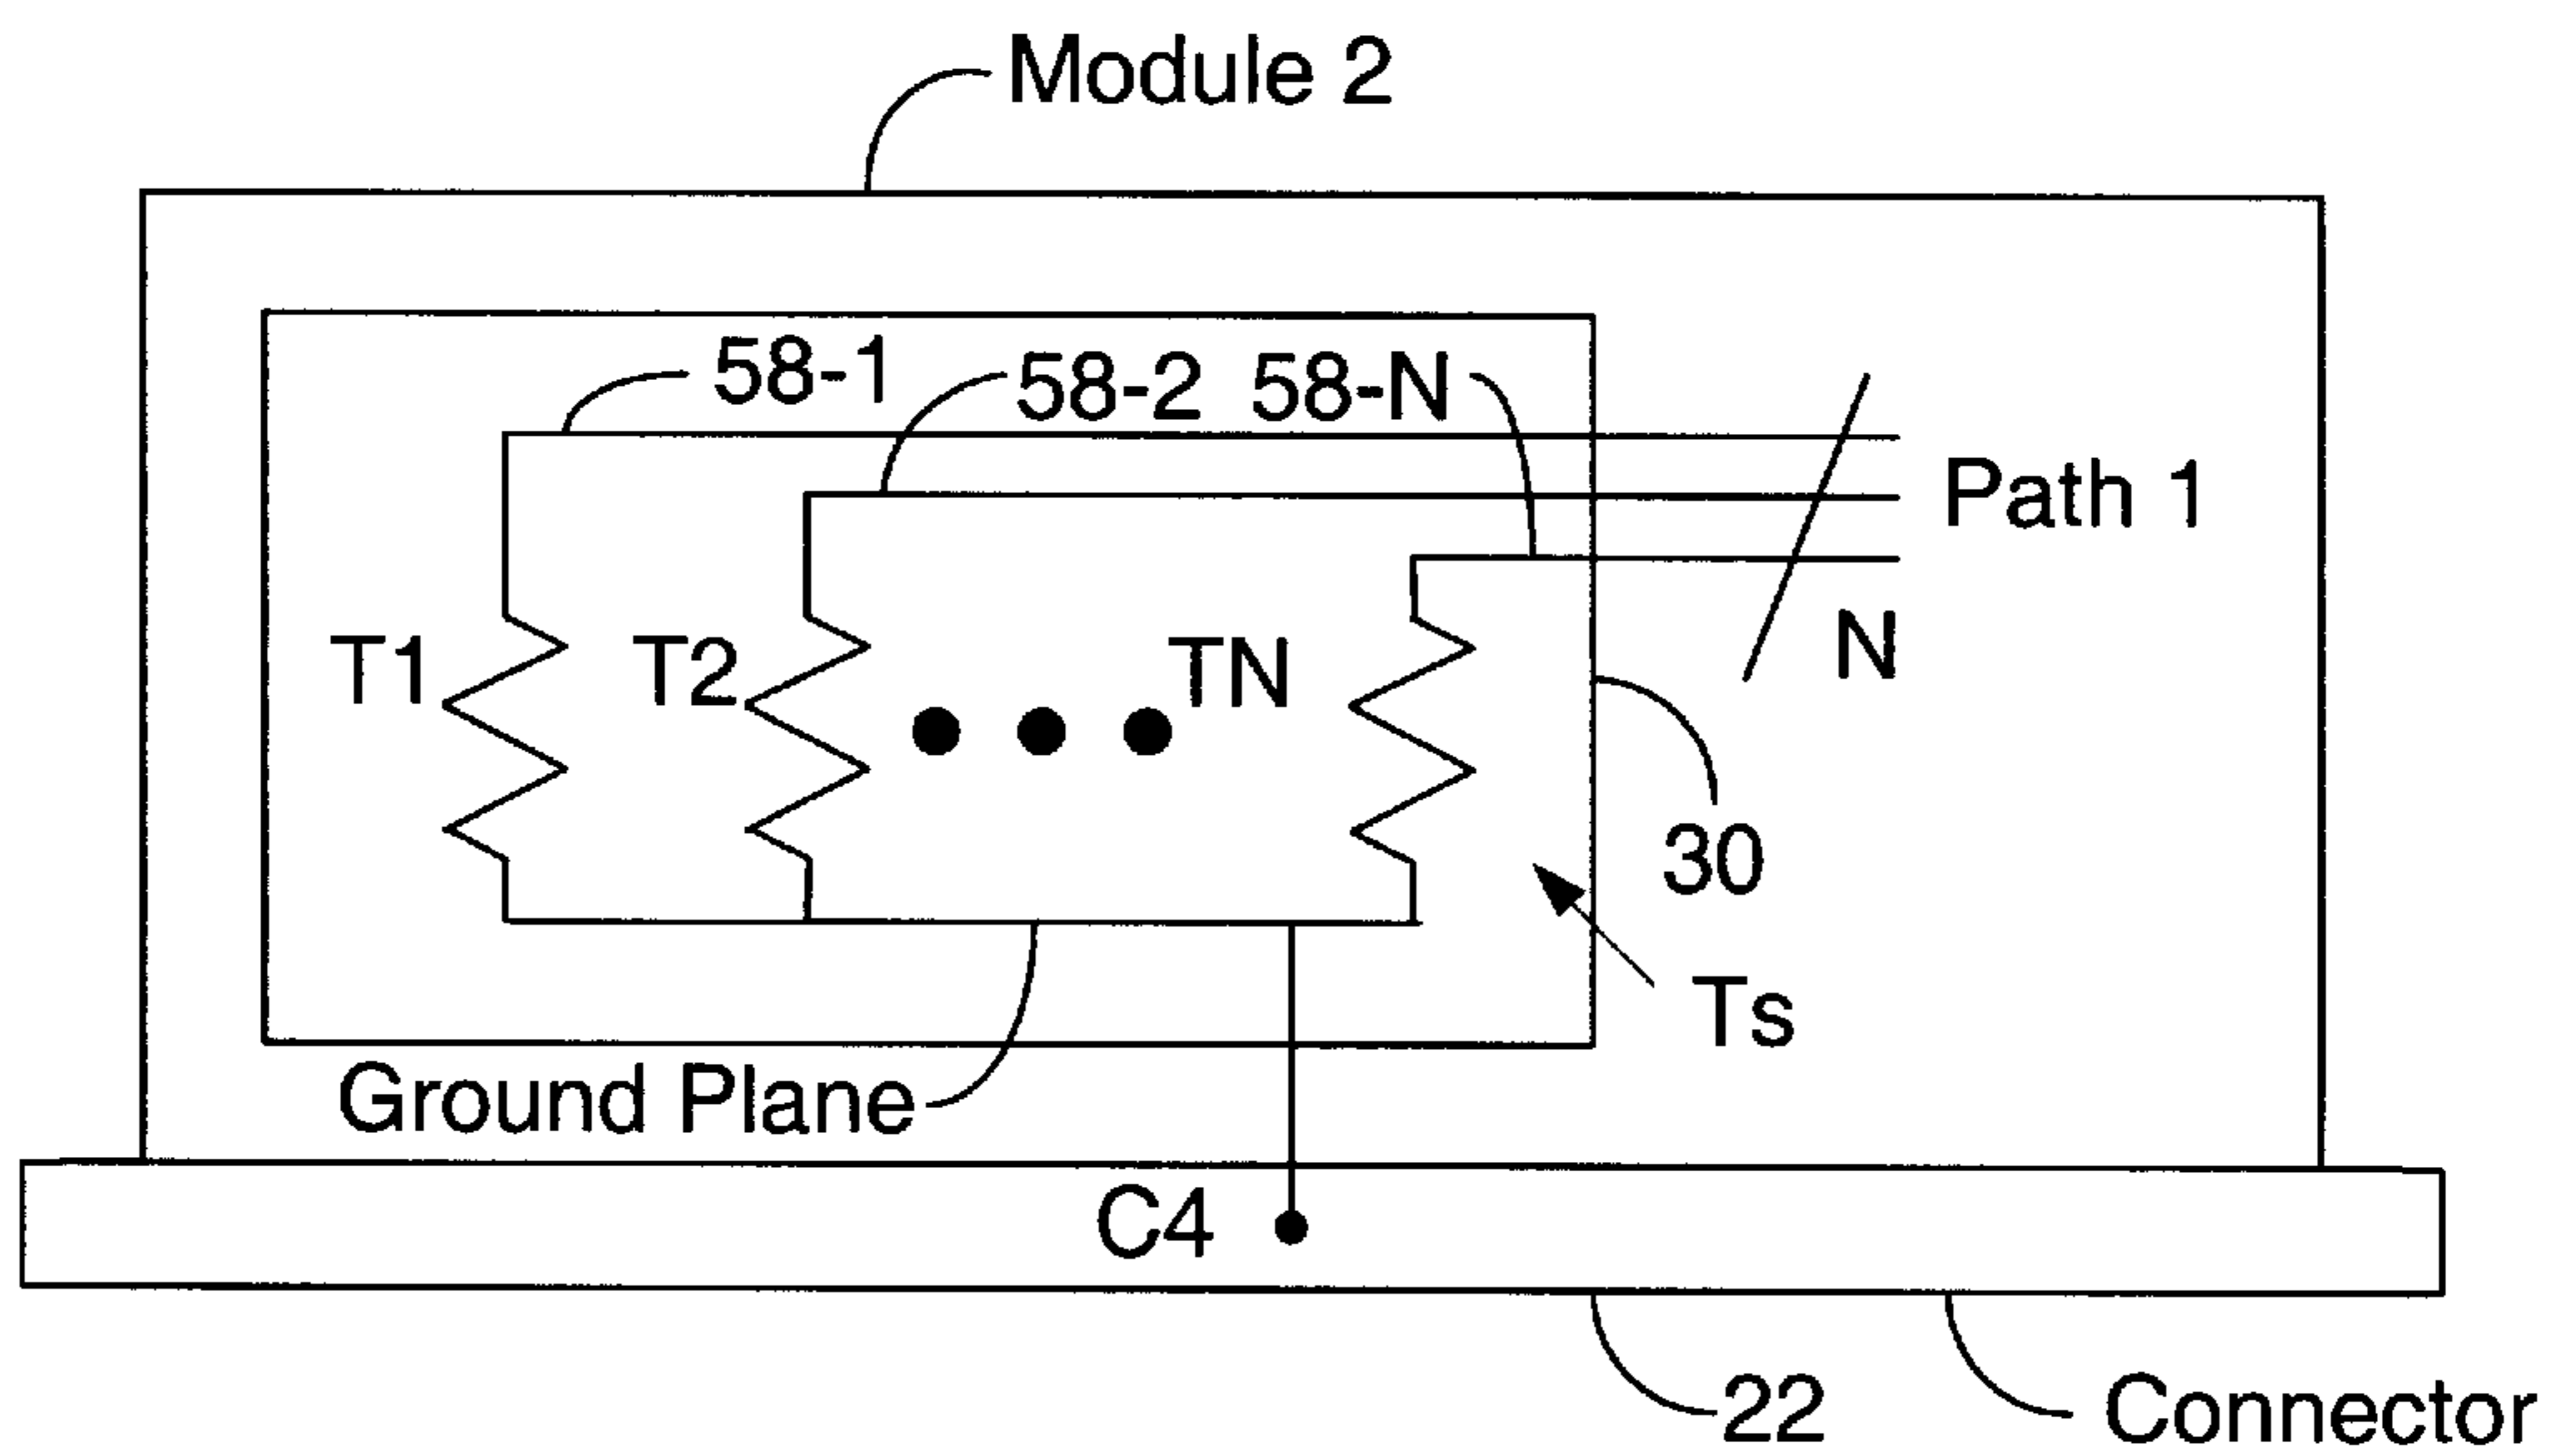 Module 2
58-1
58-2 58-N
Path 1
T1 T2 TN
N
30
Ts
Ground Plane
C4
22
Connector